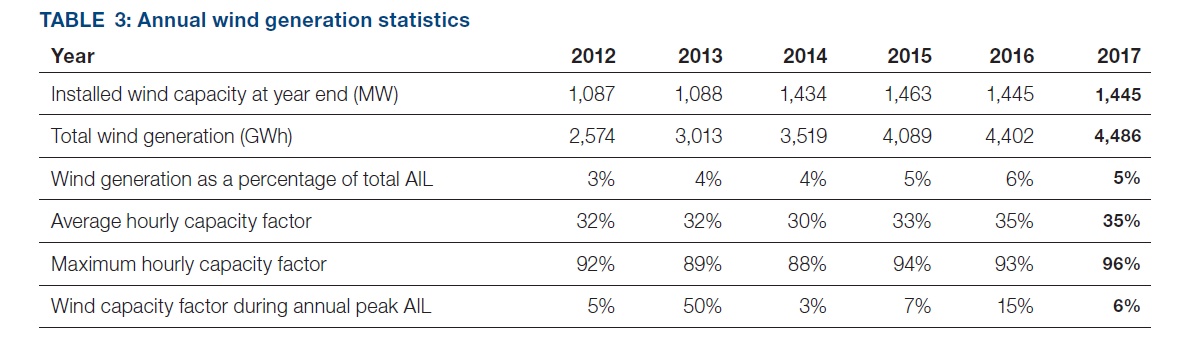 TABLE 3: Annual wind generation statistics
Year 2012 2013 2014 2015 2016 2017
Installed wind capacity at year end (MW) 1,087 1,088 1,434 1,463 1,445 1,445
Total wind generation (GWh) 2,574 3,013 3,519 4,089 4,402 4,486
Wind generation as a percentage of total AIL 3% 4% 4% 5% 6% 5%
Average hourly capacity factor 32% 32% 30% 33% 35% 35%
Maximum hourly capacity factor 92% 89% 88% 94% 93% 96%
Wind capacity factor during annual peak AIL 5% 50% 3% 7% 15% 6%